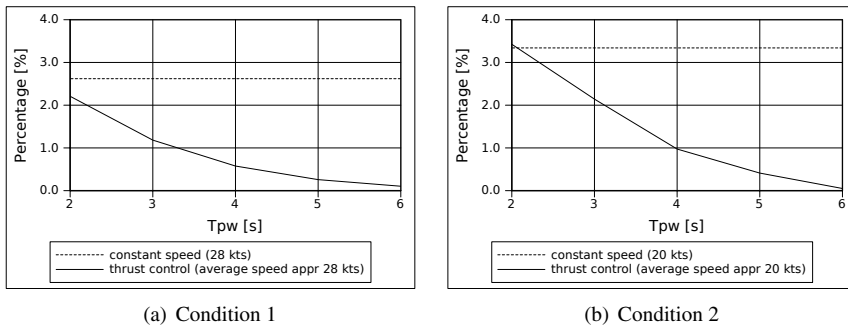 4.0
3.0
2.0
1.0
0.0
Percentage [%]
2 3 4 5 6
Tpw [s]
constant speed (28 kts)
thrust control (average speed appr 28 kts)
(a) Condition 1
4.0
3.0
2.0
1.0
0.0
Percentage [%]
2 3 4 5 6
Tpw [s]
constant speed (20 kts)
thrust control (average speed appr 20 kts)
(b) Condition 2